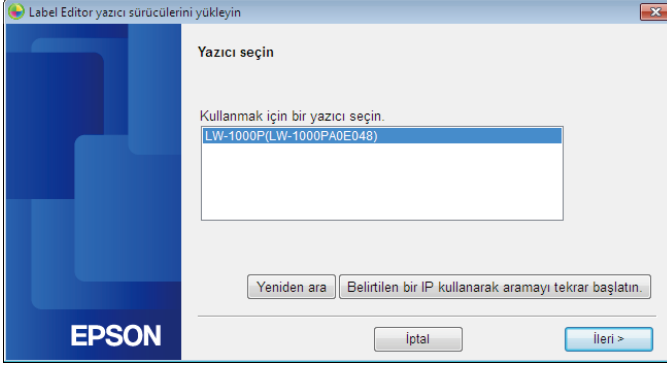 Label Editor yazıcı sürücülerini yükleyin
Yazıcı seçin
Kullanmak için bir yazıcı seçin.
LW-1000P(LW-1000PA0E048)
Yeniden ara
Belirtilen bir IP kullanarak aramayı tekrar başlatın.
EPSON
İptal
İleri >